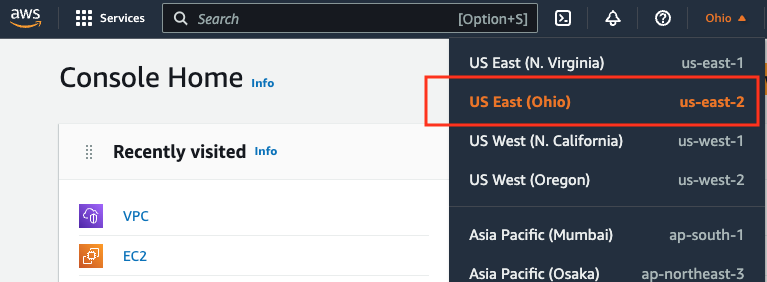 aws Services Search [Option+S] Ohio
US East (N. Virginia) us-east-1
Console Home Info
US East (Ohio) us-east-2
US West (N. California) us-west-1
Recently visited Info
US West (Oregon) us-west-2
VPC
Asia Pacific (Mumbai) ap-south-1
EC2
Asia Pacific (Osaka) ap-northeast-3